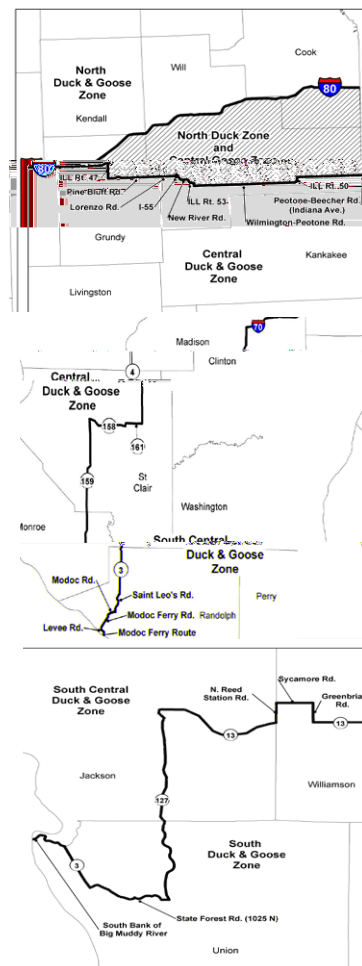 Cook
North
Duck & Goose
Zone
Will
80
Kendall
North Duck Zone
and
80
ILL Rt. 47
ILL Rt. 50
Pine Bluff Rd.
Lorenzo Rd.
I-55
ILL Rt. 53
New River Rd.
Peotone-Beecher Rd.
(Indiana Ave.)
Wilmington-Peotone Rd.
Grundy
Kankakee
Central
Duck & Goose
Zone
Livingston
70
Madison
Clinton
4
Central
Duck & Goose
Zone
158
161
159
St
Clair
Washington
Monroe
South Central
Duck & Goose
Zone
3
Modoc Rd.
Saint Leo's Rd.
Perry
Modoc Ferry Rd.
Randolph
Levee Rd.
Modoc Ferry Route
Sycamore Rd.
South Central
Duck & Goose
Zone
N. Reed
Station Rd.
Greenbria
Rd.
13
13
Jackson
Williamson
127
South
Duck & Goose
Zone
3
State Forest Rd. (1025 N)
South Bank of
Big Muddy River
Union